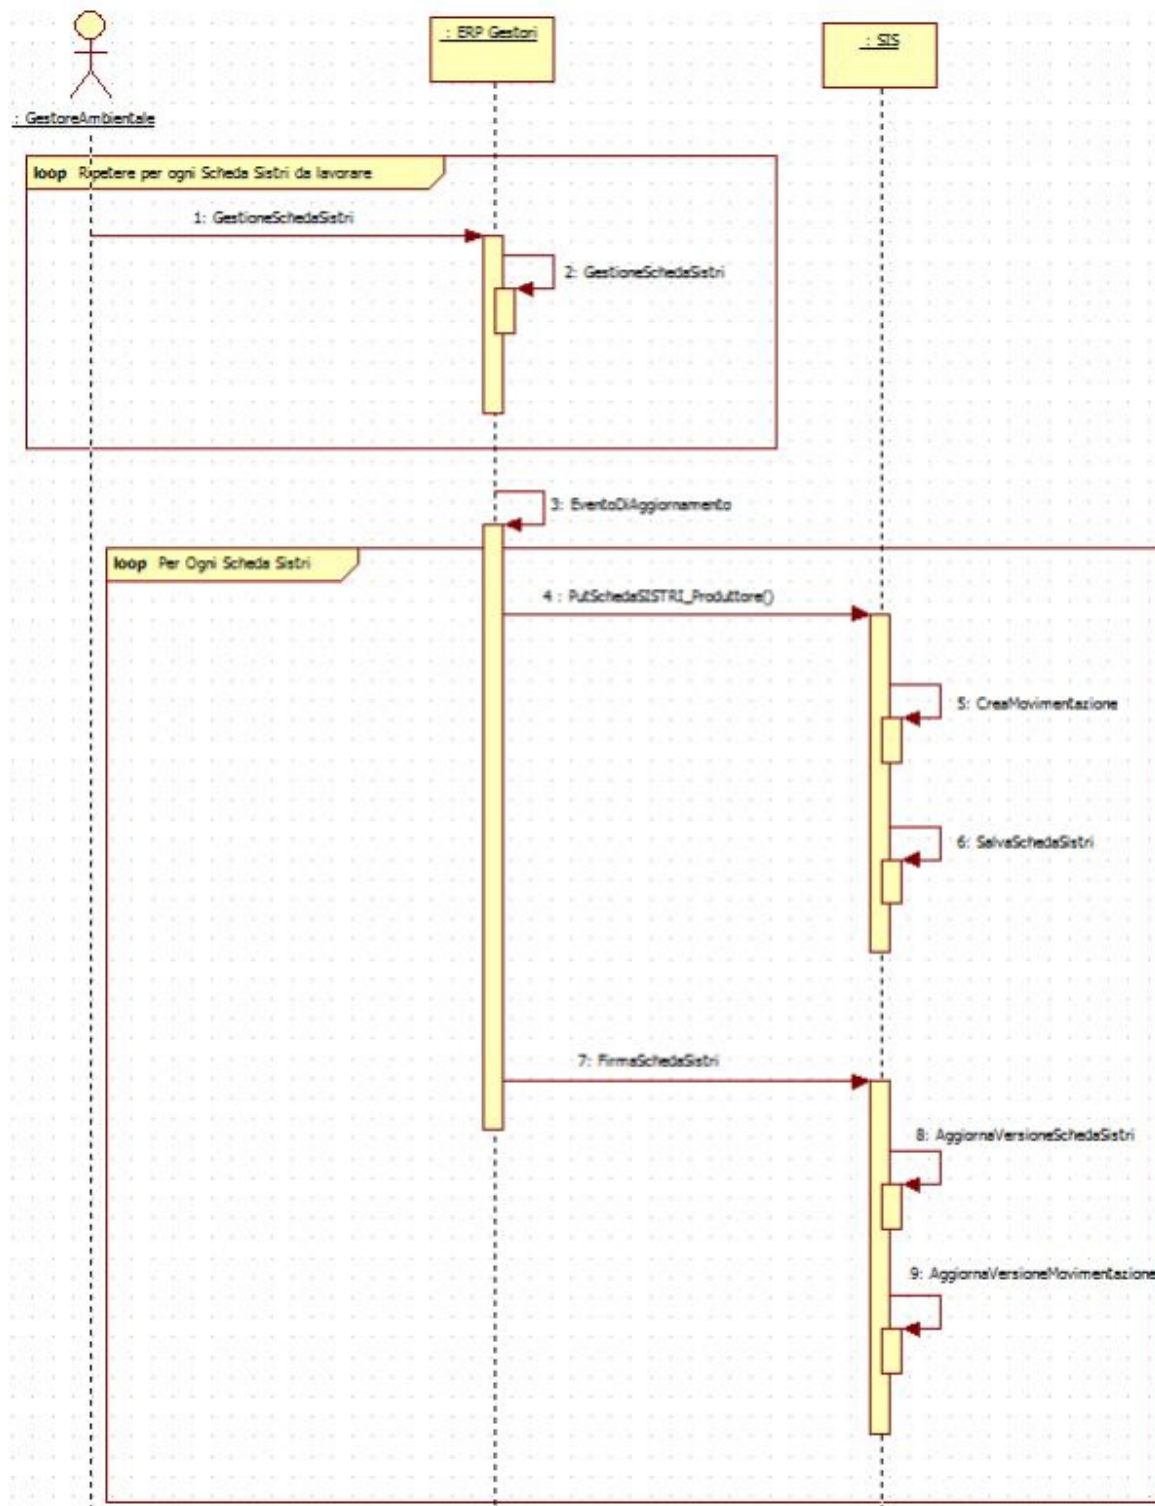 : ERP Gestori
: SIS
: GestoreAmbientale
loop Ripetere per ogni Scheda Sistri da lavorare
1: GestioneSchedaSistri
2: GestioneSchedaSistri
3: EventoDiAggiornamento
loop Per Ogni Scheda Sistri
4 : PutSchedaSISTRI_Produttore()
5: CreaMovimentazione
6: SalvaSchedaSistri
7: FirmaSchedaSistri
8: AggiornaVersioneSchedaSistri
9: AggiornaVersioneMovimentazione